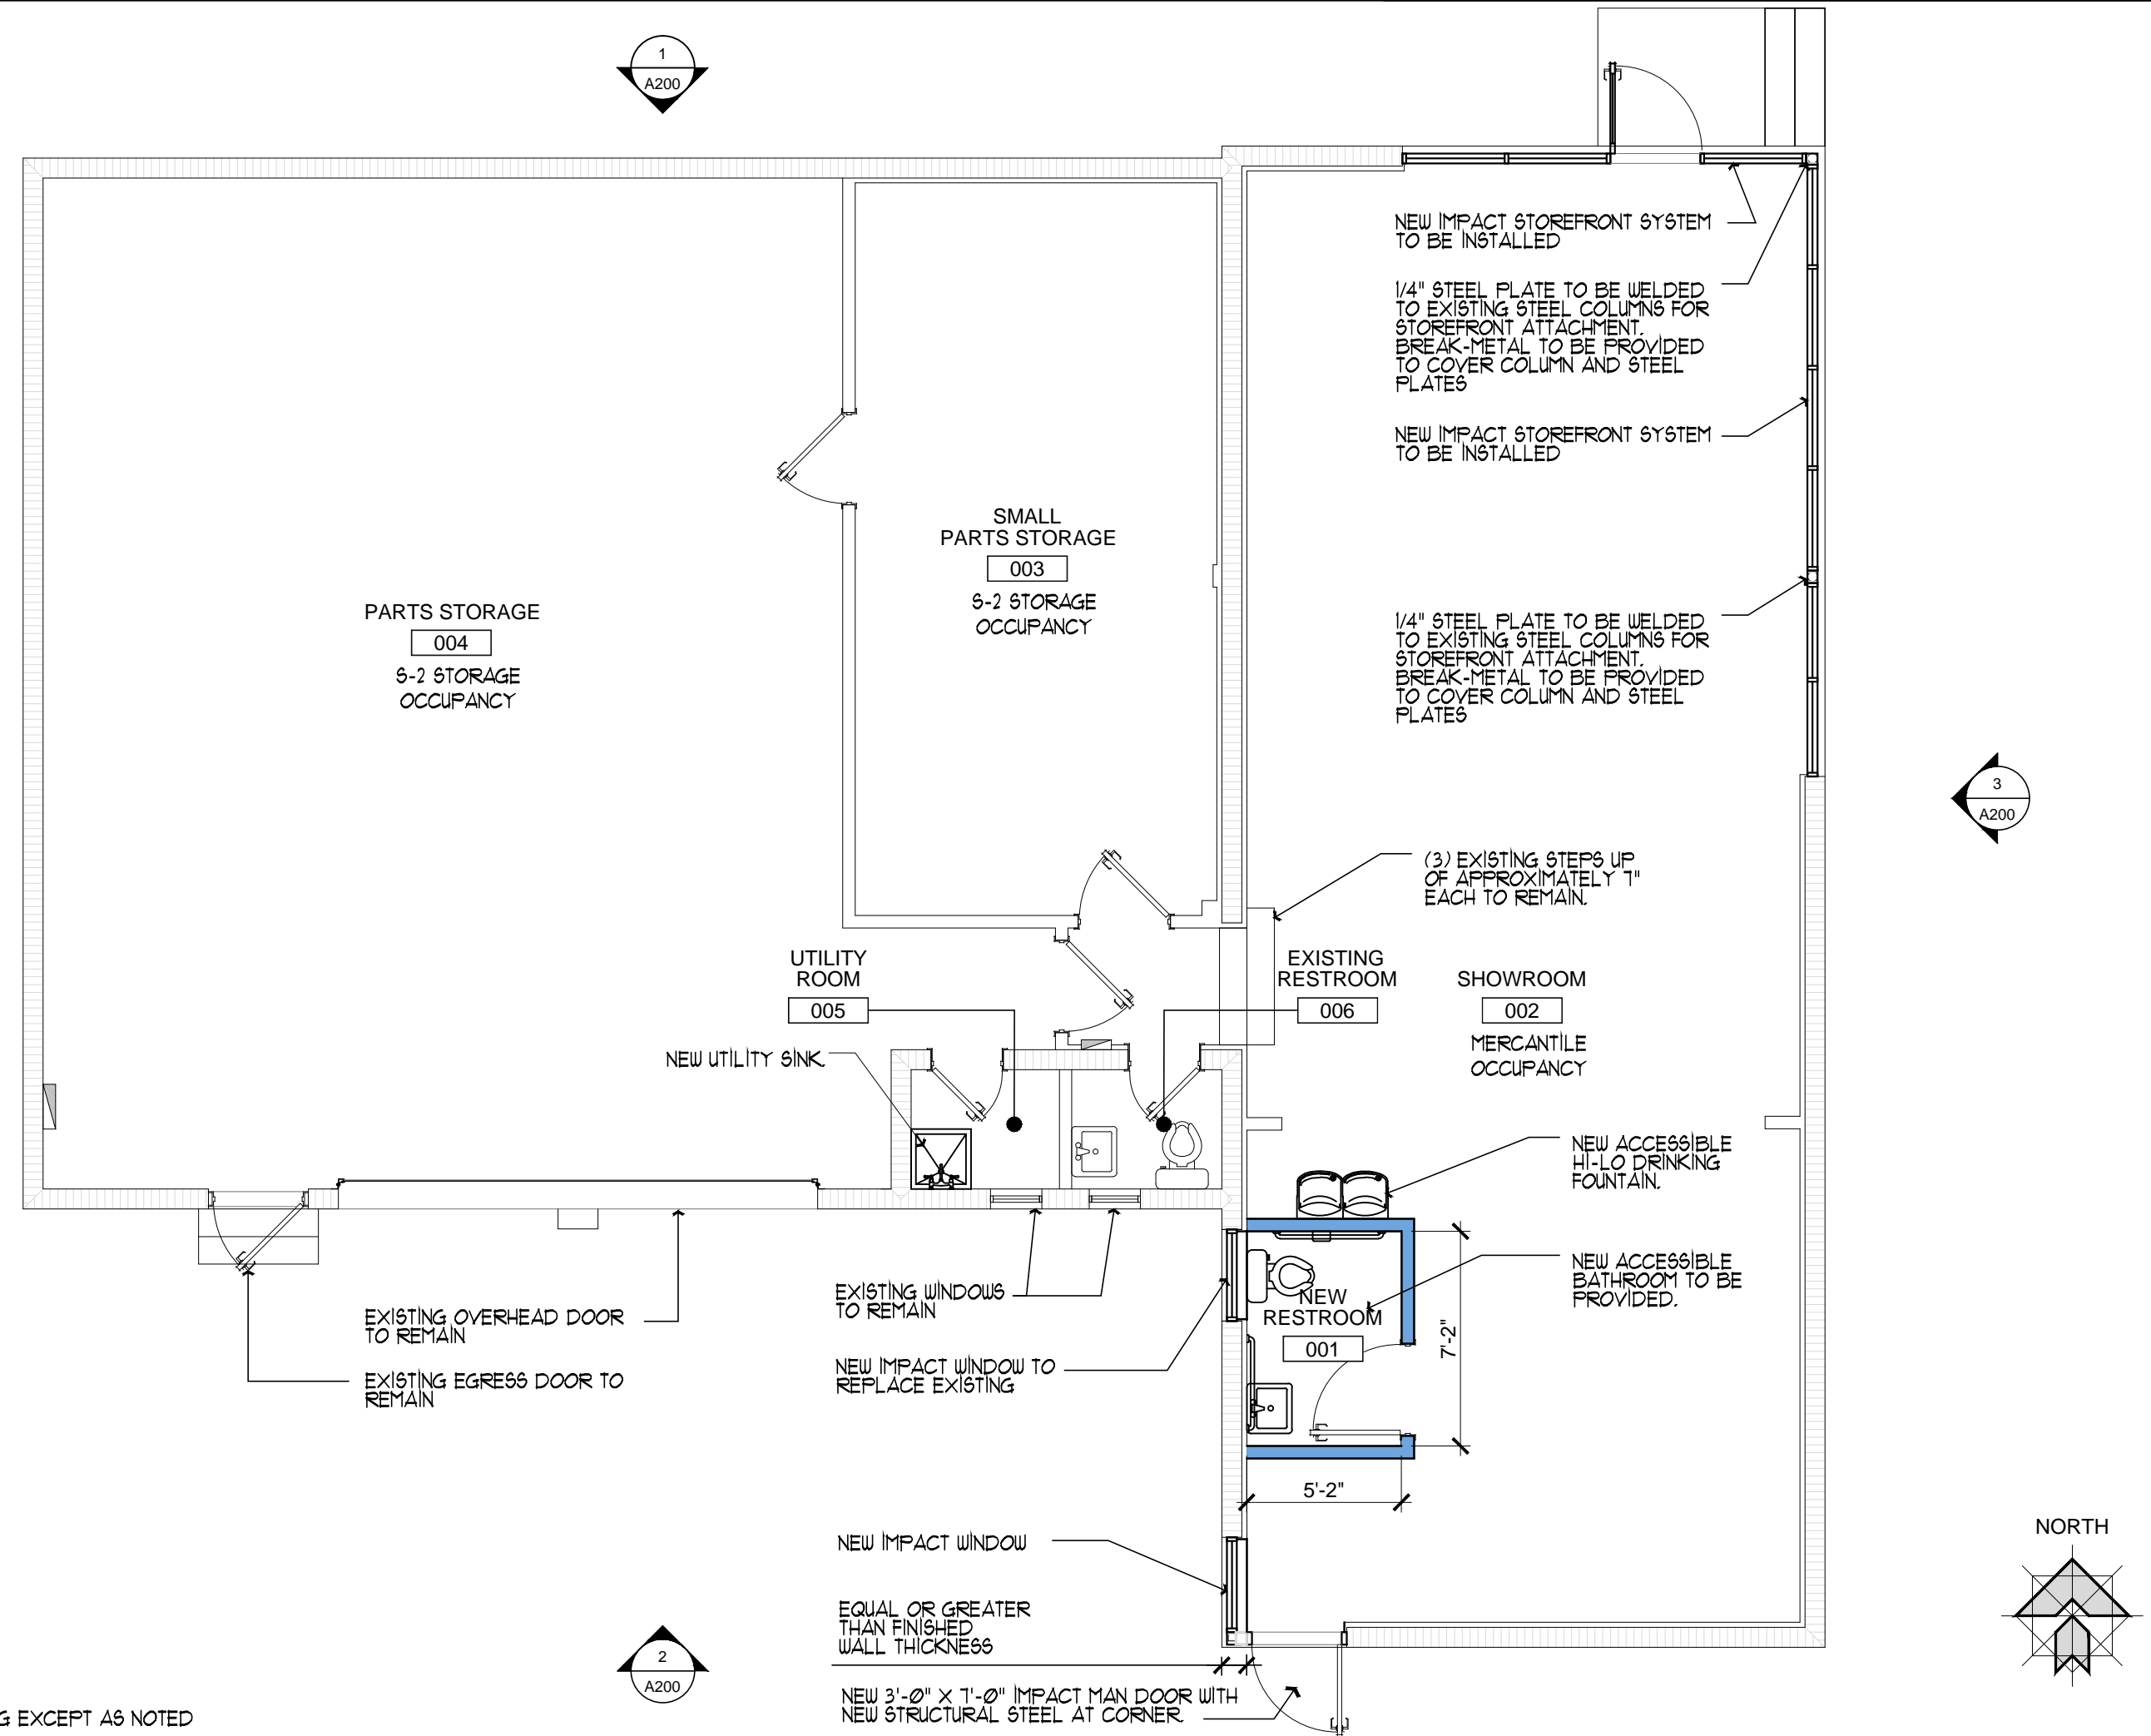 1
A200
NEW IMPACT STOREFRONT SYSTEM
TO BE INSTALLED
1/4" STEEL PLATE TO BE WELDED
TO EXISTING STEEL COLUMNS FOR
STOREFRONT ATTACHMENT.
BREAK-METAL TO BE PROVIDED
TO COVER COLUMN AND STEEL
PLATES
NEW IMPACT STOREFRONT SYSTEM
TO BE INSTALLED
SMALL
PARTS STORAGE
003
S-2 STORAGE
OCCUPANCY
PARTS STORAGE
004
S-2 STORAGE
OCCUPANCY
1/4" STEEL PLATE TO BE WELDED
TO EXISTING STEEL COLUMNS FOR
STOREFRONT ATTACHMENT.
BREAK-METAL TO BE PROVIDED
TO COVER COLUMN AND STEEL
PLATES
3
A200
(3) EXISTING STEPS UP
OF APPROXIMATELY 7"
EACH TO REMAIN.
UTILITY
ROOM
005
EXISTING
RESTROOM
006
SHOWROOM
002
MERCANTILE
OCCUPANCY
NEW UTILITY SINK.
NEW ACCESSIBLE
HI-LO DRINKING
FOUNTAIN.
NEW ACCESSIBLE
BATHROOM TO BE
PROVIDED.
NEW
RESTROOM
001
7'-2"
5'-2"
EXISTING WINDOWS
TO REMAIN
EXISTING OVERHEAD DOOR
TO REMAIN
NEW IMPACT WINDOW TO
REPLACE EXISTING
EXISTING EGRESS DOOR TO
REMAIN
NEW IMPACT WINDOW
EQUAL OR GREATER
THAN FINISHED
WALL THICKNESS
NORTH
2
A200
NEW 3'-0" X 7'-0" IMPACT MAN DOOR WITH
NEW STRUCTURAL STEEL AT CORNER.
G EXCEPT AS NOTED